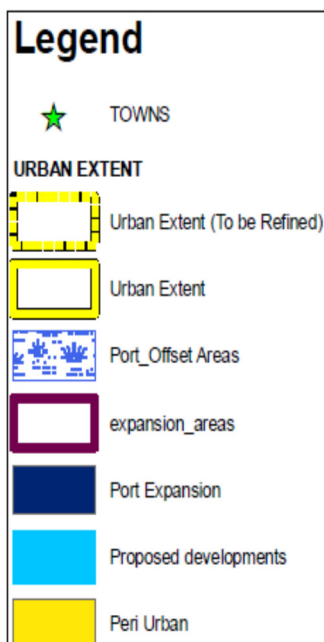 Legend
TOWNS
URBAN EXTENT
Urban Extent (To be Refined)
Urban Extent
Port_Offset Areas
expansion_areas
Port Expansion
Proposed developments
Peri Urban